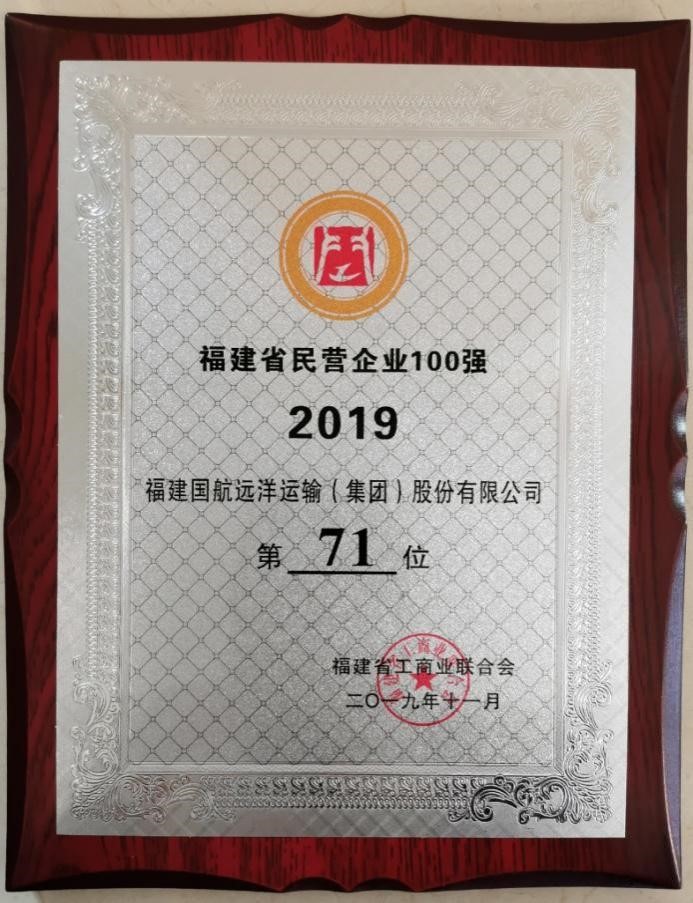 福建省民营企业100强
2019
福建国航远洋运输（集团）股份有限公司
第 71 位
福建省工商业联合会
二〇一九年十一月